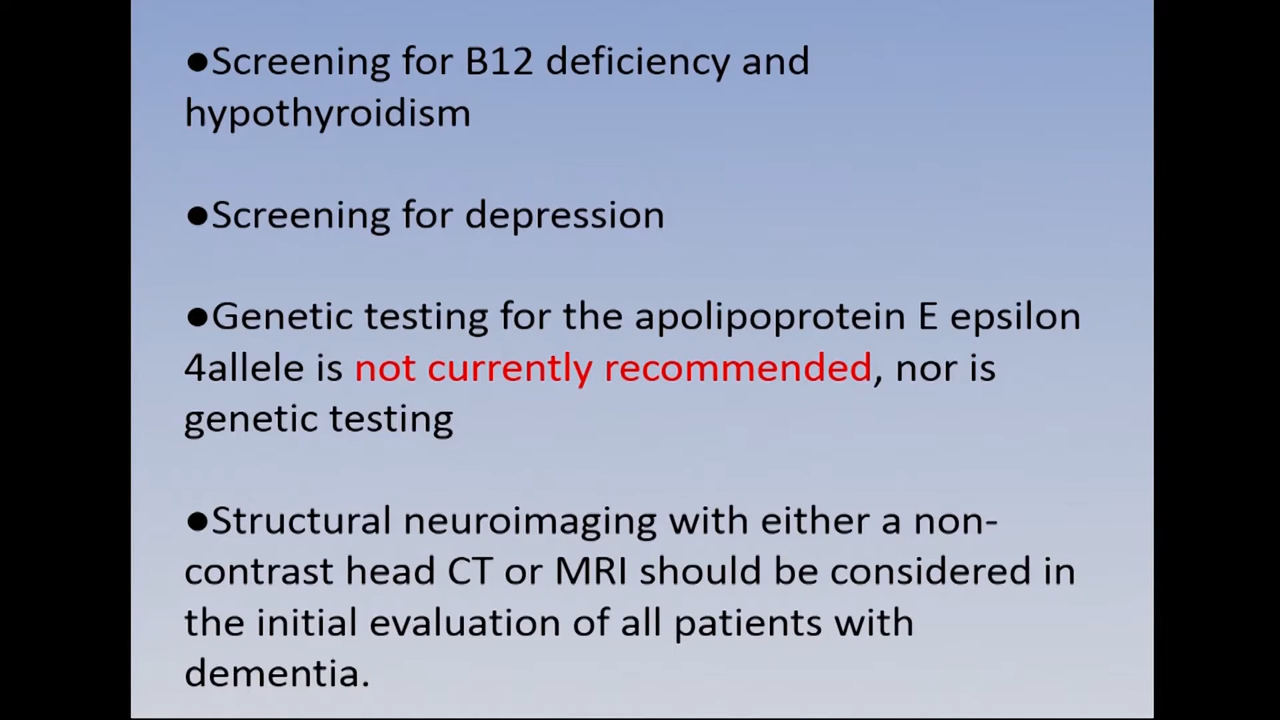 ●Screening for B12 deficiency and
hypothyroidism
●Screening for depression
●Genetic testing for the apolipoprotein E epsilon
4allele is not currently recommended, nor is
genetic testing
●Structural neuroimaging with either a non-
contrast head CT or MRI should be considered in
the initial evaluation of all patients with
dementia.